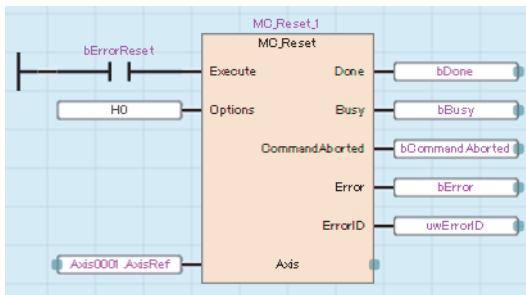 MC_Reset_1
MC_Reset
bErrorReset
Execute Done bDone
H0 Options Busy bBusy
CommandAborted bCommandAborted
Error bError
ErrorID uwErrorID
Axis0001.AxisRef Axis